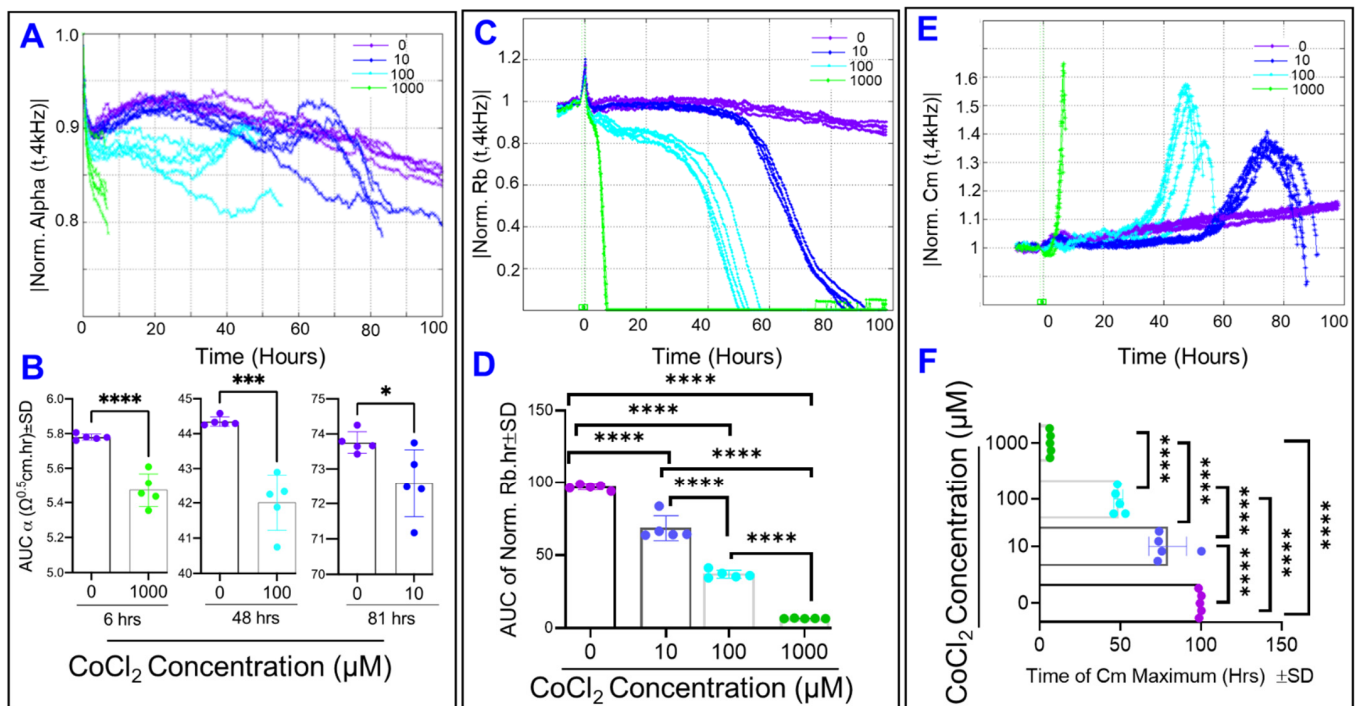 A
1.0
0.9
0.8
|Norm. Alpha (t,4kHz)|
0
10
100
1000
0 20 40 60 80 100
Time (Hours)
B
AUC α (Ω0.5cm.hr)±SD
6.0
5.8
5.6
5.4
5.2
5.0
****
0 1000
6 hrs
45
44
43
42
41
40
***
0 100
48 hrs
75
74
73
72
71
70
*
0 10
81 hrs
CoCl2 Concentration (µM)
C
1.2
1
0.8
0.6
0.4
0.2
|Norm. Rb (t,4kHz)|
0
10
100
1000
0 20 40 60 80 100
Time (Hours)
D
AUC of Norm. Rb.hr±SD
150
100
50
0
****
****
****
****
****
****
0 10 100 1000
CoCl2 Concentration (µM)
E
1.6
1.5
1.4
1.3
1.2
1.1
1
0.9
|Norm. Cm (t,4kHz)|
0
10
100
1000
0 20 40 60 80 100
Time (Hours)
F
CoCl2 Concentration (µM)
1000
100
10
0
****
****
****
****
****
****
0 50 100 150
Time of Cm Maximum (Hrs) ±SD